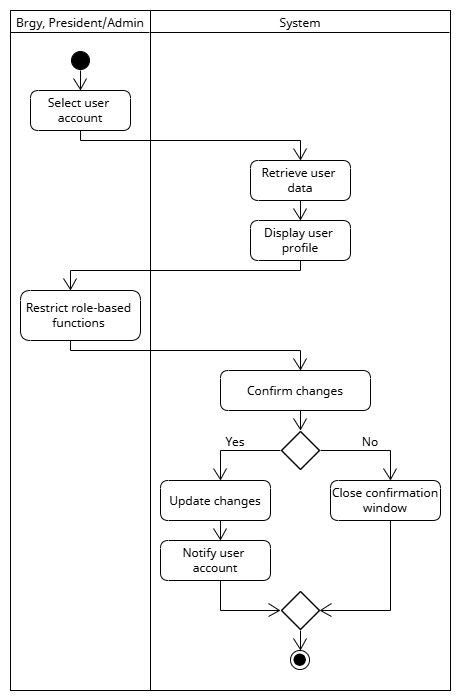 Brgy, President/Admin
System
Select user
account
Retrieve user
data
Display user
profile
Restrict role-based
functions
Confirm changes
Yes
No
Update changes
Close confirmation
window
Notify user
account